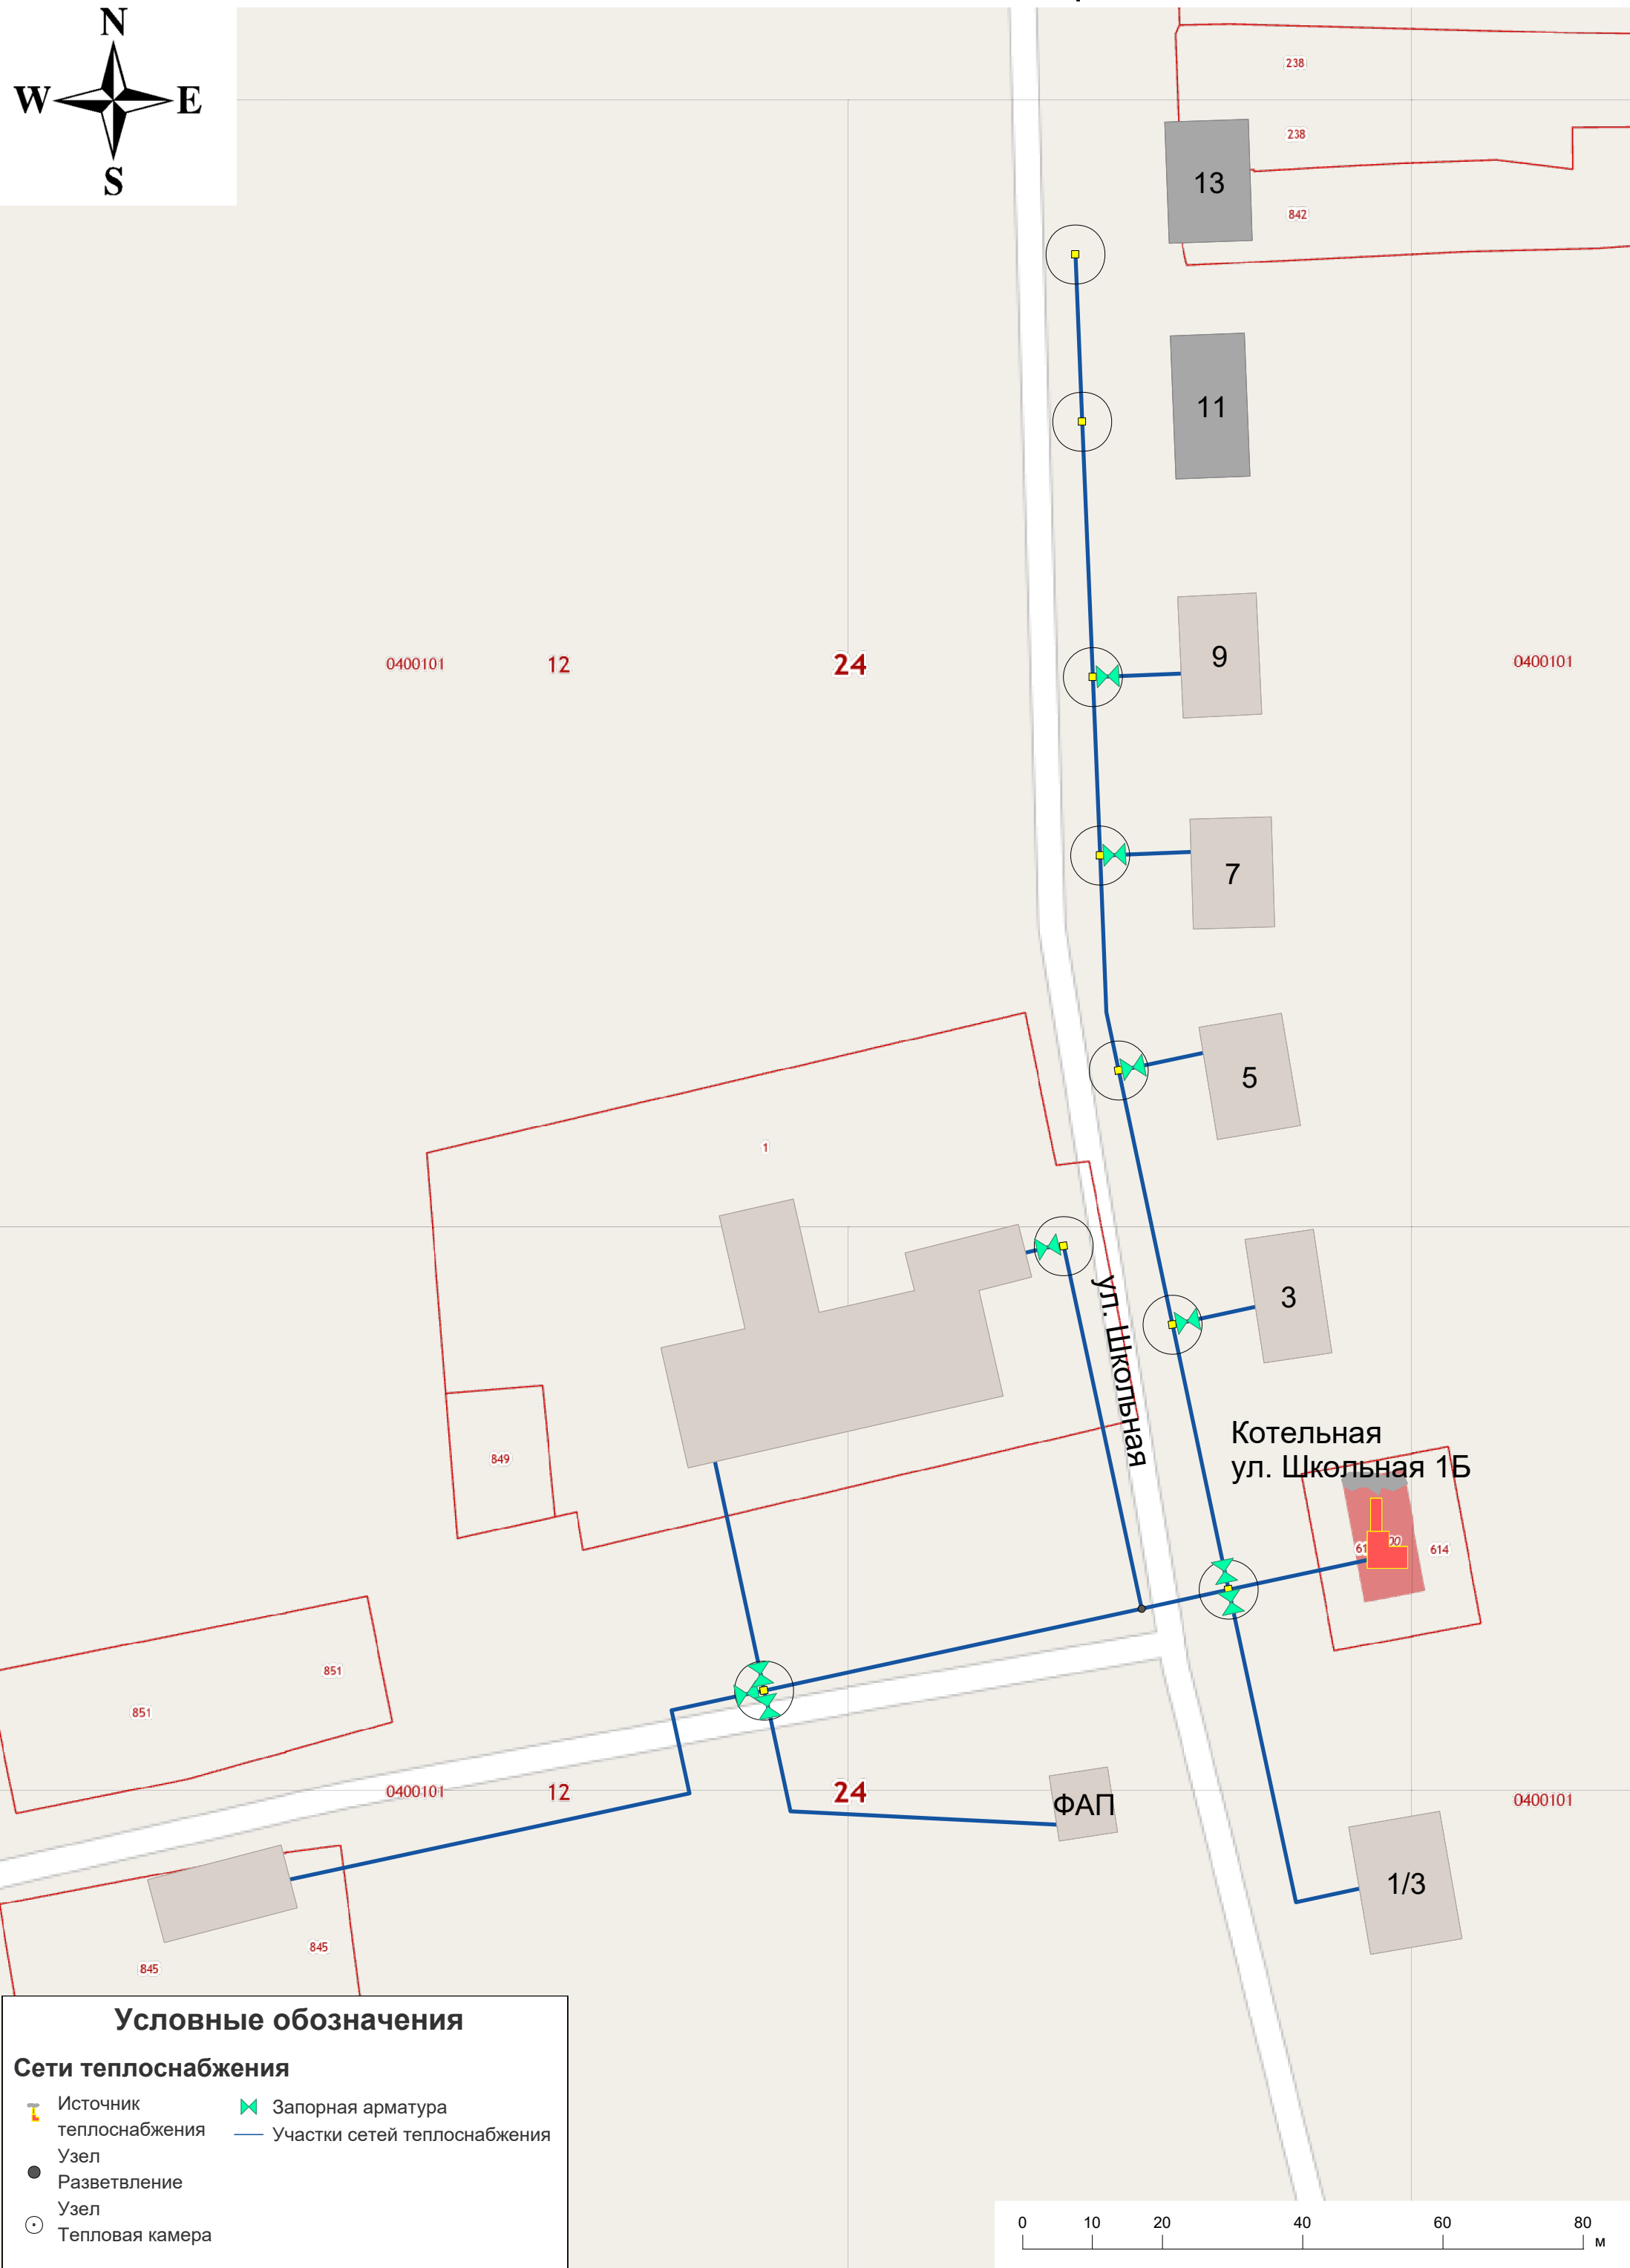 N
W E
S
238
238
13
842
11
9
0400101 12 24 0400101
7
5
1
3
ул. Школьная
Котельная
ул. Школьная 1Б
849
614
851
851
0400101 12 24 0400101
ФАП
1/3
845
845
Условные обозначения
Сети теплоснабжения
Источник
теплоснабжения
Запорная арматура
Участки сетей теплоснабжения
Узел
Разветвление
Узел
Тепловая камера
0 10 20 40 60 80
м